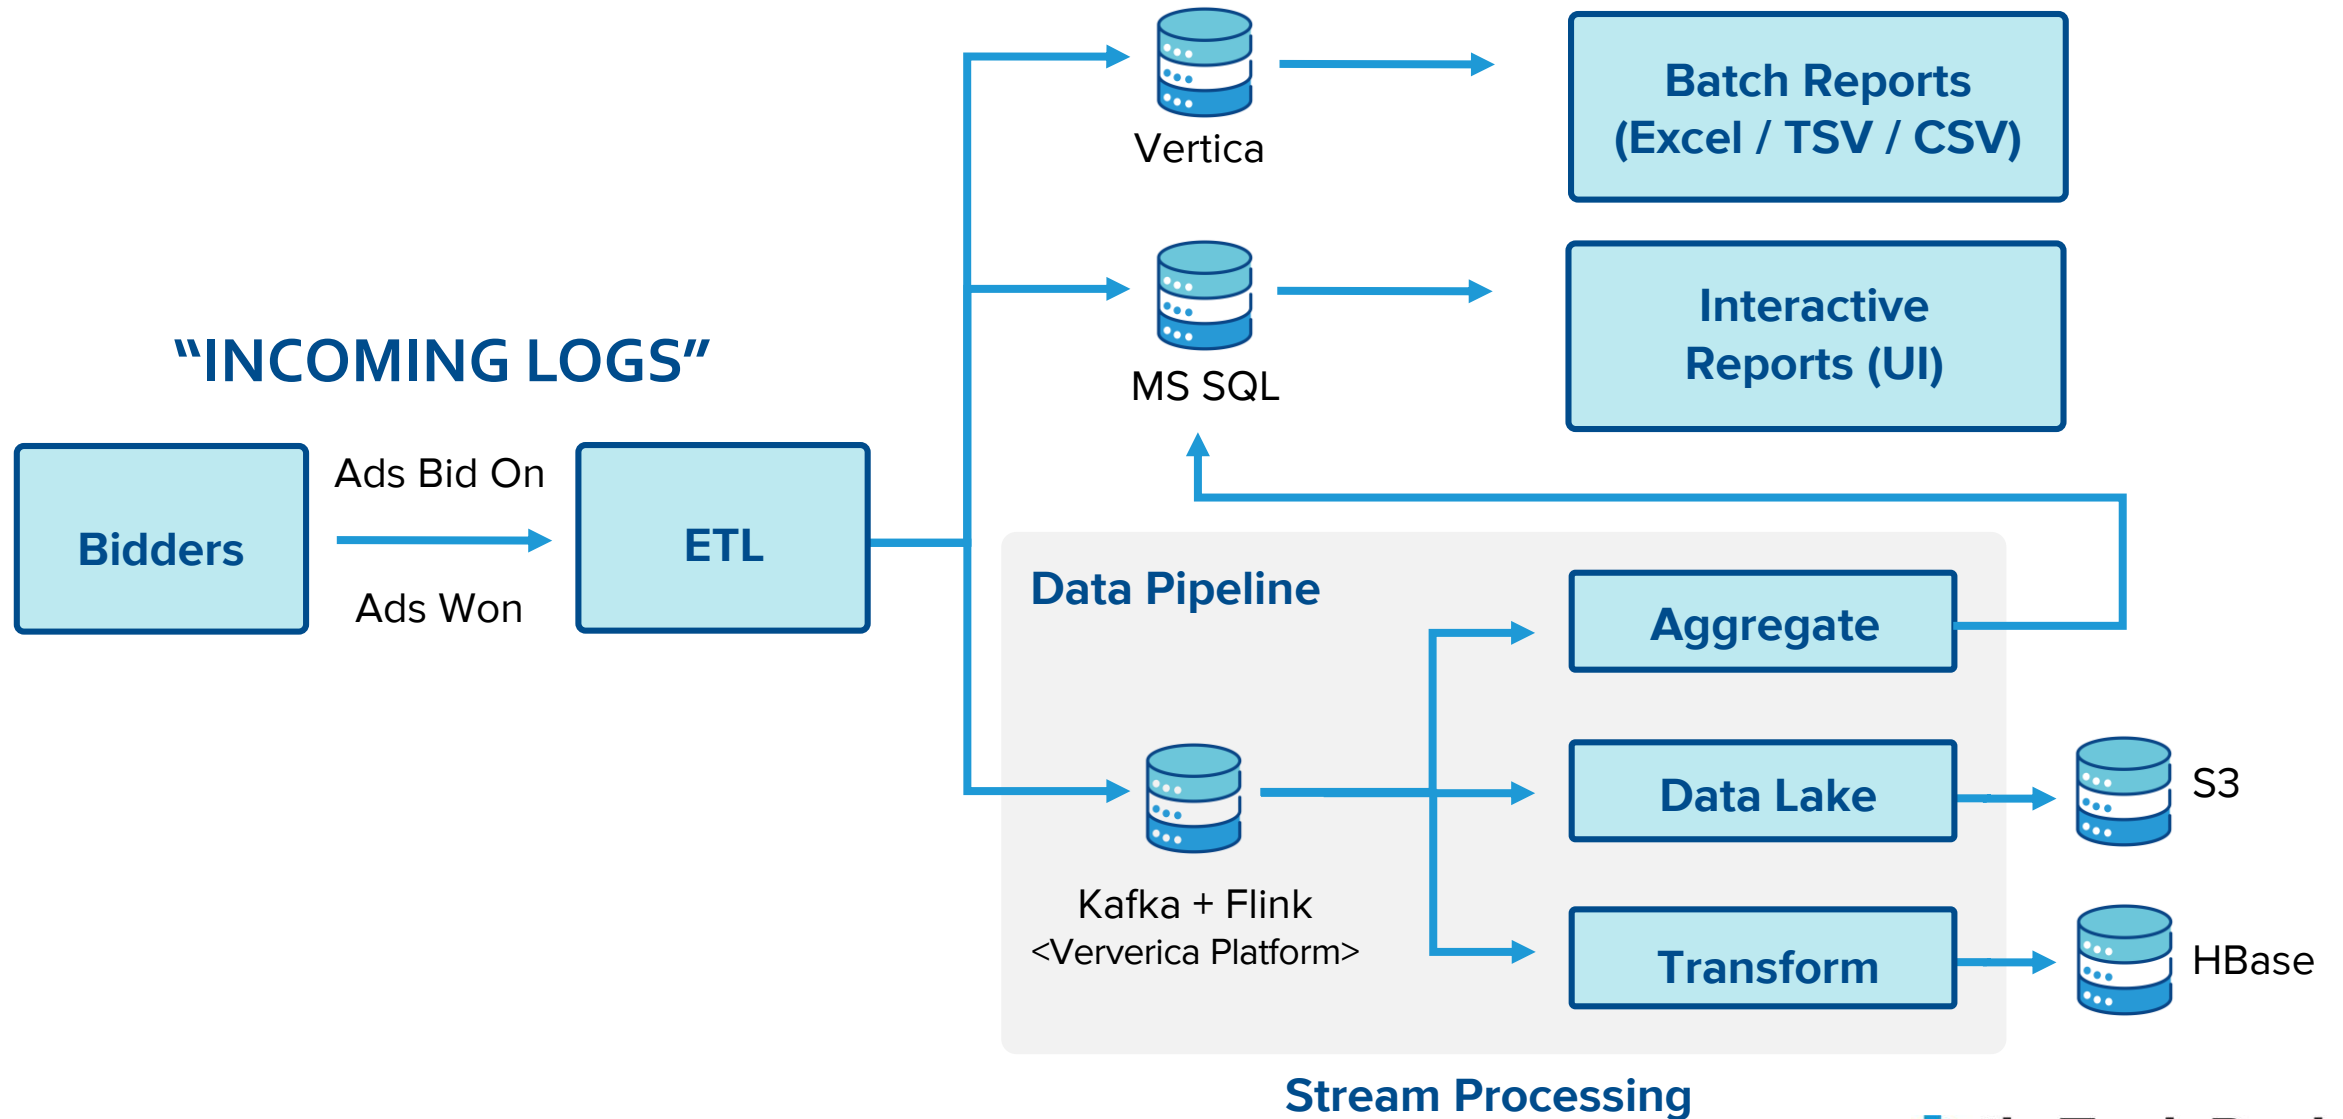 Vertica
Batch Reports
(Excel / TSV / CSV)
MS SQL
Interactive
Reports (UI)
“INCOMING LOGS”
Bidders
Ads Bid On
Ads Won
ETL
Data Pipeline
Kafka + Flink
<Ververica Platform>
Aggregate
Data Lake
Transform
S3
HBase
Stream Processing